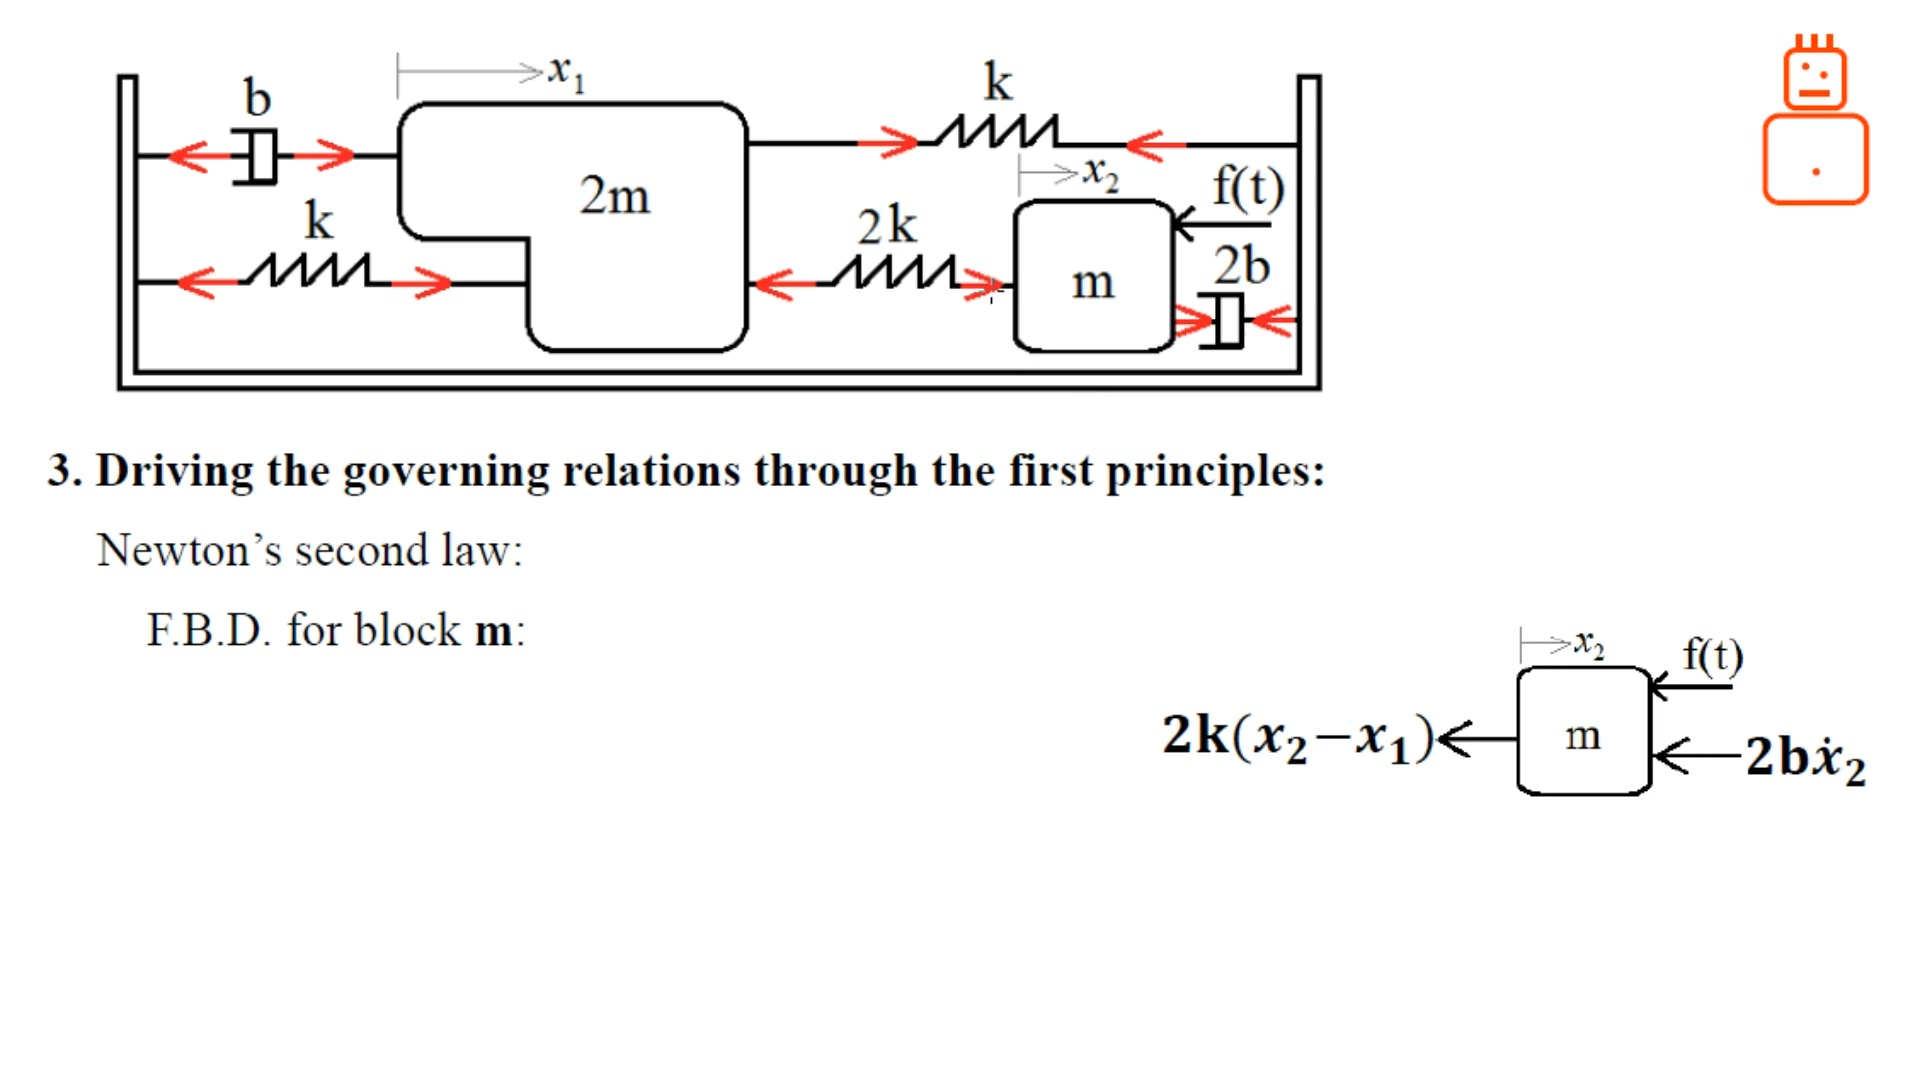 b
x₁
k
2m
x₂
f(t)
k
2k
m
2b
3. Driving the governing relations through the first principles:
Newton's second law:
F.B.D. for block m:
x₂
f(t)
2k(x₂−x₁)
m
2bẋ₂